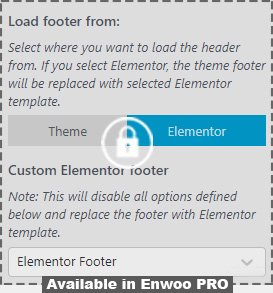 Load footer from:
Select where you want to load the header
from. If you select Elementor, the theme footer
will be replaced with selected Elementor
template.
Theme Elementor
Custom Elementor footer
Note: This will disable all options defined
below and replace the footer with Elementor
template.
Elementor Footer
Available in Enwoo PRO